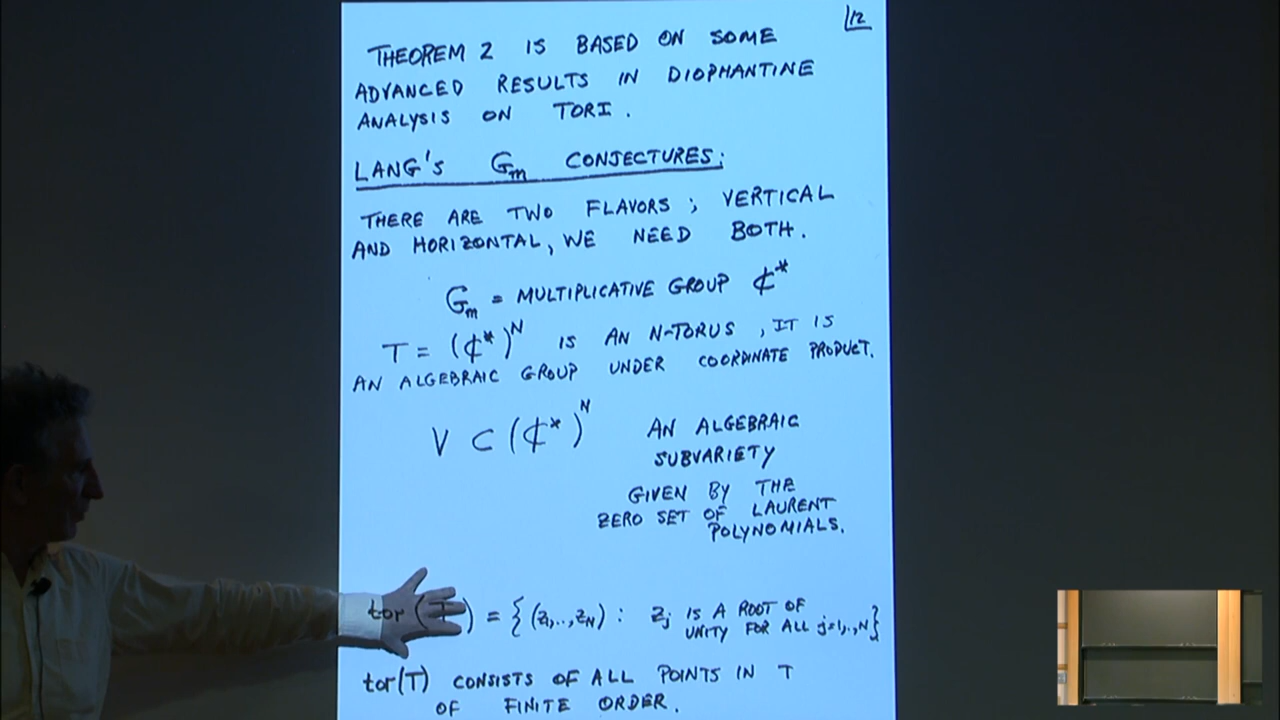 12
THEOREM 2 IS BASED ON SOME
ADVANCED RESULTS IN DIOPHANTINE
ANALYSIS ON TORI.
LANG'S Gm CONJECTURES:
THERE ARE TWO FLAVORS; VERTICAL
AND HORIZONTAL, WE NEED BOTH.
Gm = MULTIPLICATIVE GROUP ℂ*
T = (ℂ*)^N IS AN N-TORUS, IT IS
AN ALGEBRAIC GROUP UNDER COORDINATE PRODUCT.
V ⊂ (ℂ*)^N AN ALGEBRAIC
SUBVARIETY
GIVEN BY THE
ZERO SET OF LAURENT
POLYNOMIALS.
tor(T) = {(z1,..,zN) : zj IS A ROOT OF
UNITY FOR ALL j=1,..,N}
tor(T) CONSISTS OF ALL POINTS IN T
OF FINITE ORDER.